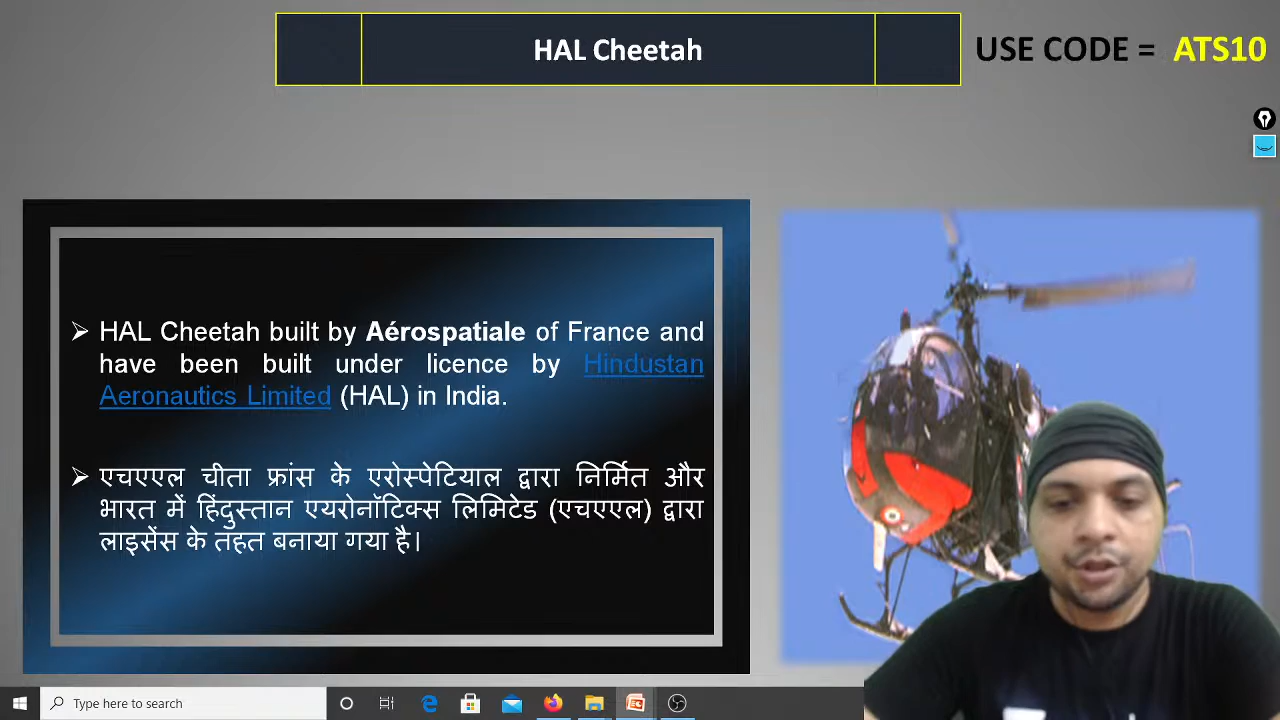 HAL Cheetah
USE CODE = ATS10
➢ HAL Cheetah built by Aérospatiale of France and
have been built under licence by Hindustan
Aeronautics Limited (HAL) in India.
➢ एचएएल चीता फ्रांस के एरोस्पेटियाल द्वारा निर्मित और
भारत में हिंदुस्तान एयरोनॉटिक्स लिमिटेड (एचएएल) द्वारा
लाइसेंस के तहत बनाया गया है।
Type here to search